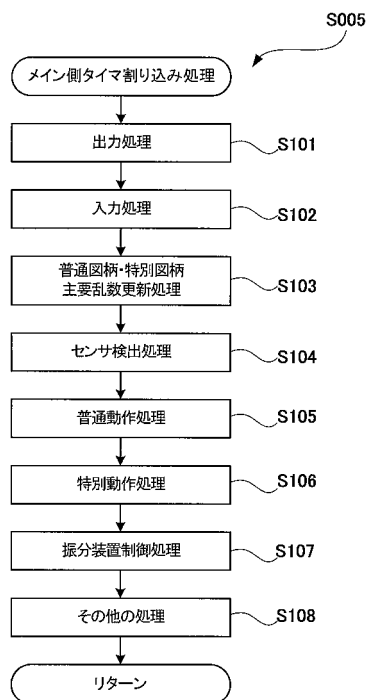 S005
メイン側タイマ割り込み処理
出力処理
S101
入力処理
S102
普通図柄・特別図柄
主要乱数更新処理
S103
センサ検出処理
S104
普通動作処理
S105
特別動作処理
S106
振分装置制御処理
S107
その他の処理
S108
リターン